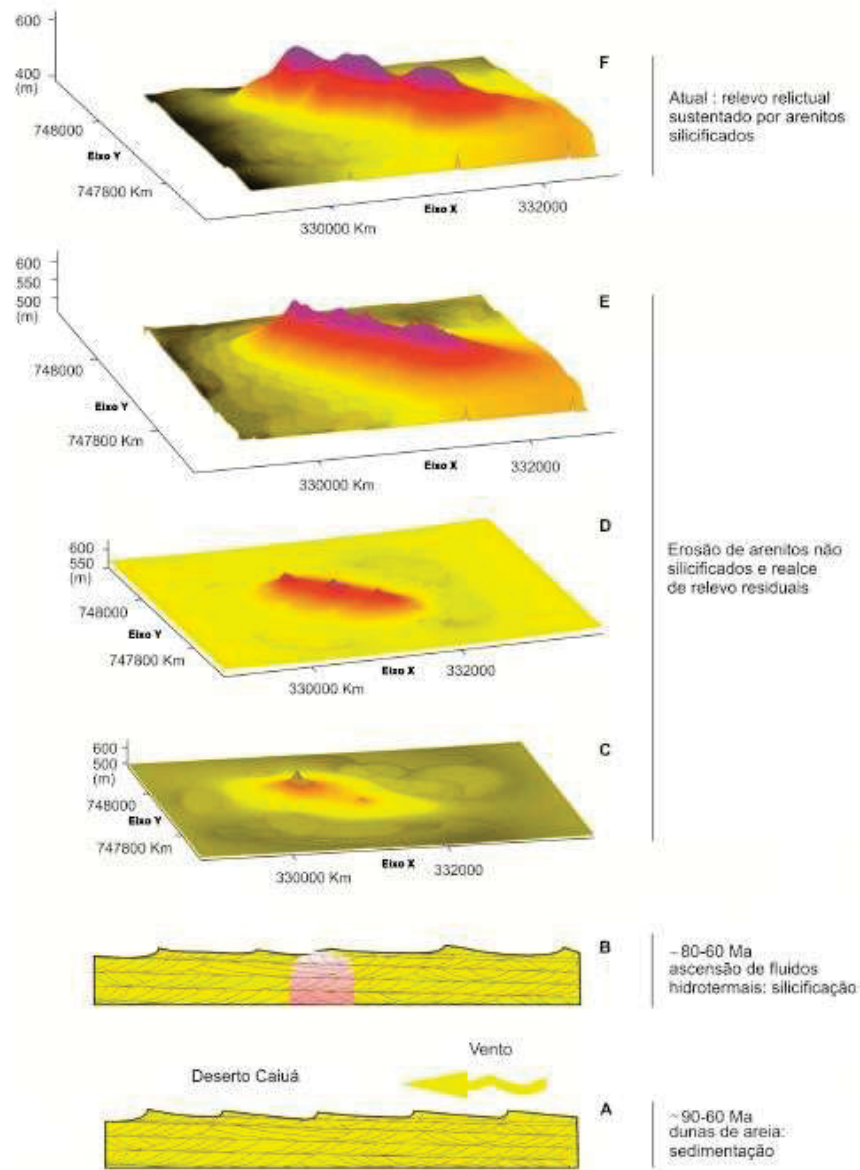 600
400
(m)
748000
Eixo Y
747800 Km
330000 Km
Eixo X
332000
F
Atual : relevo relictual
sustentado por arenitos
silicificados
600
550
500
(m)
748000
Eixo Y
747800 Km
330000 Km
Eixo X
332000
E
600
550
(m)
748000
Eixo Y
747800 Km
330000 Km
Eixo X
332000
D
Erosão de arenitos não
silicificados e realce
de relevo residuais
600
500
(m)
748000
Eixo Y
747800 Km
330000 Km
Eixo X
332000
C
B
~80-60 Ma
ascensão de fluidos
hidrotermais: silicificação
Vento
Deserto Caiuá
A
~90-60 Ma
dunas de areia:
sedimentação